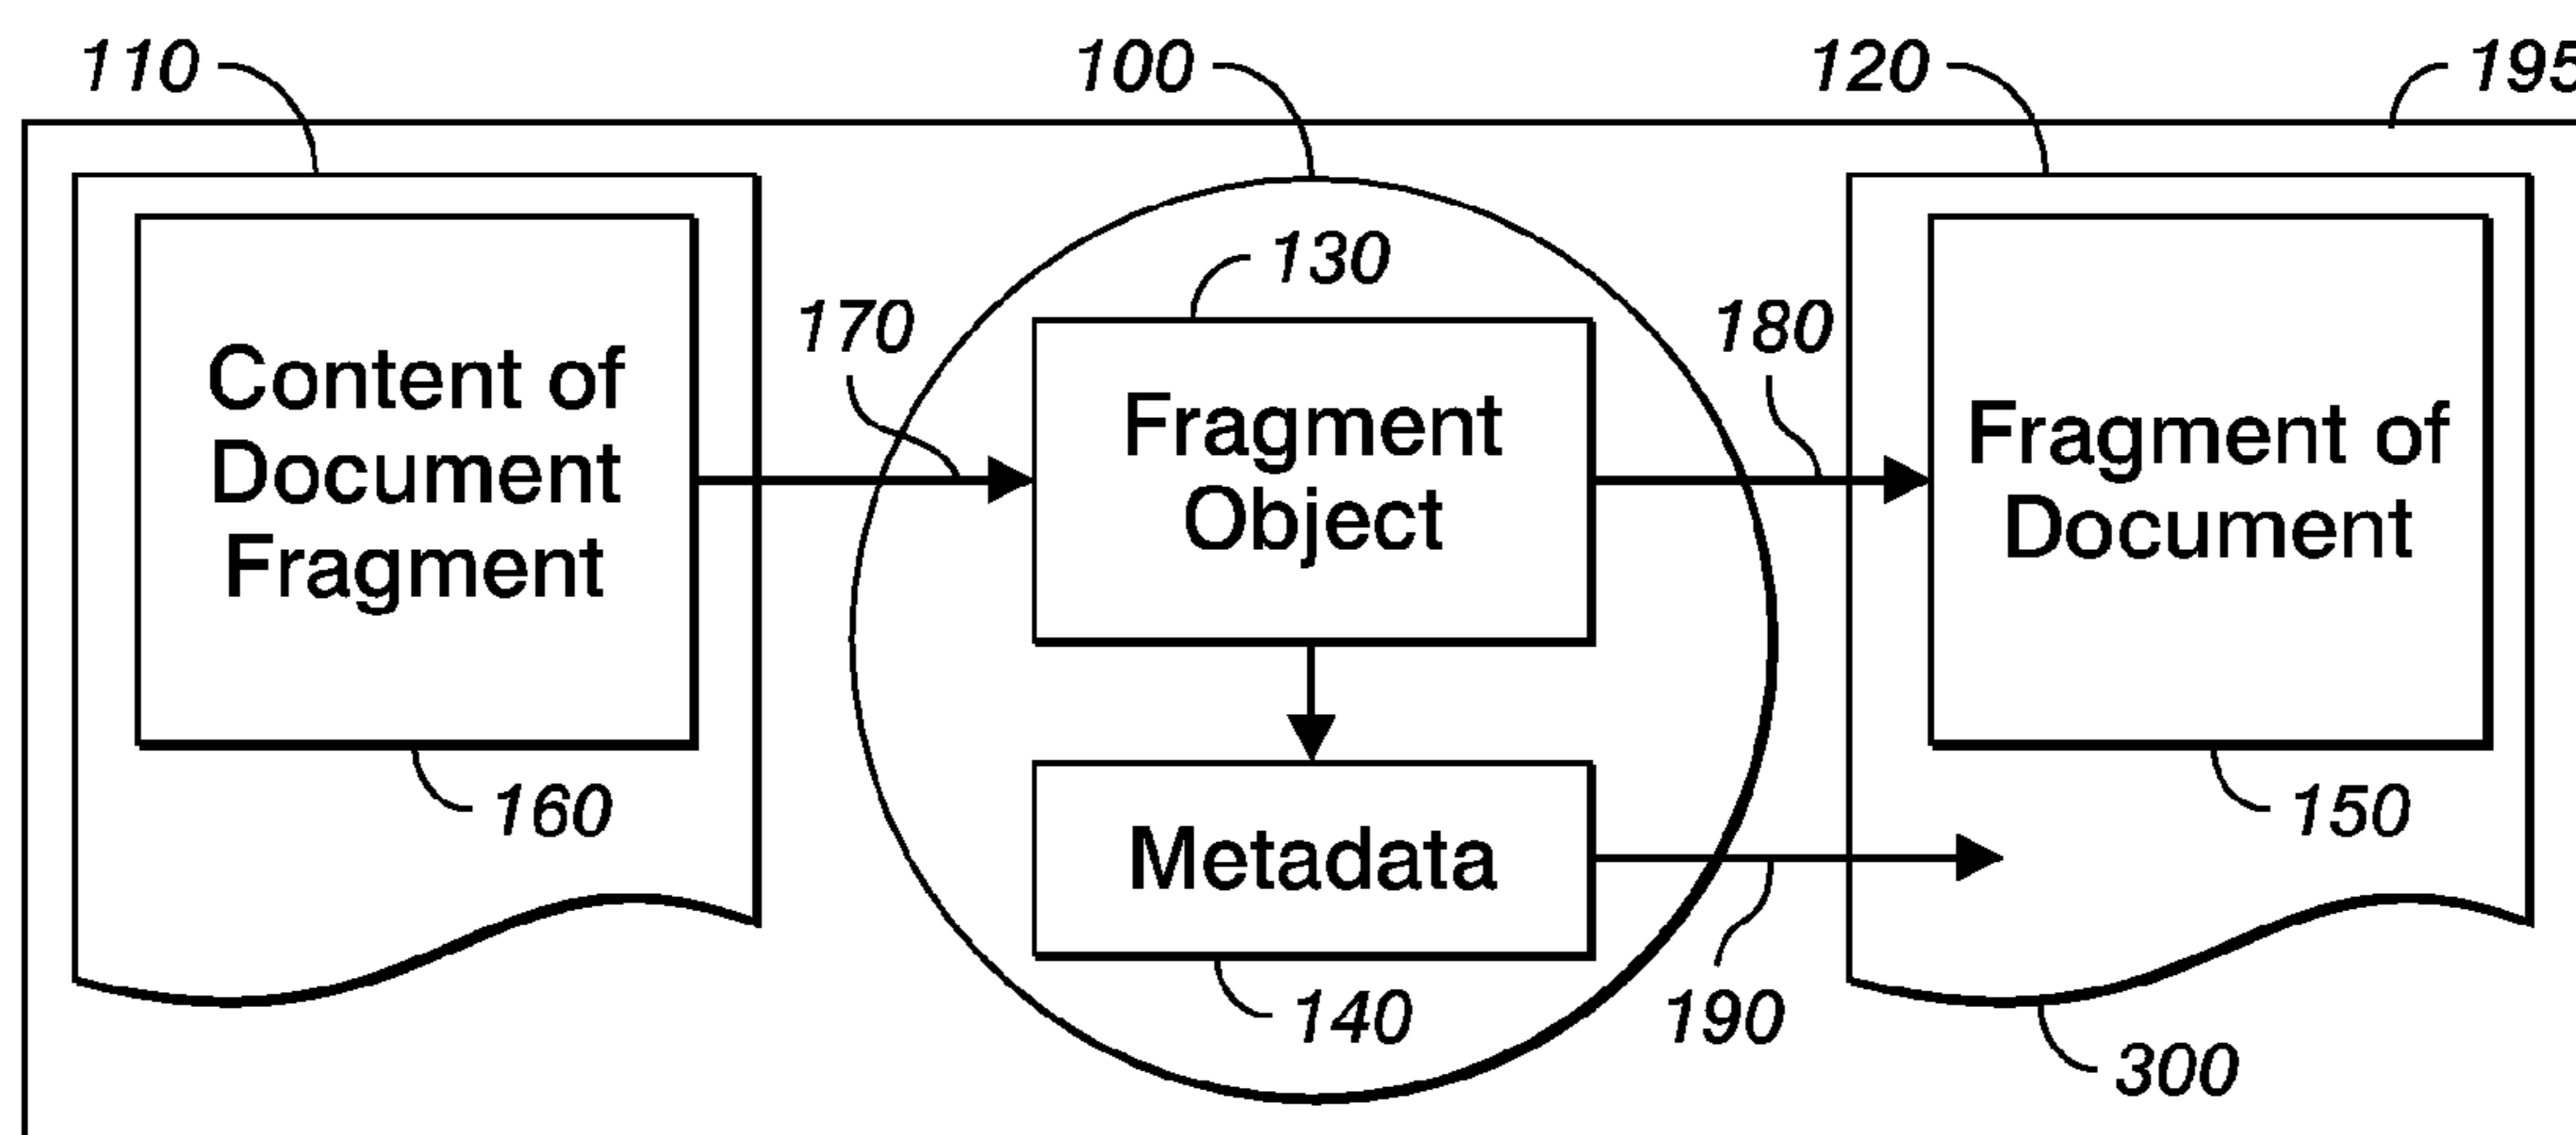 110
100
120
195
130
170
180
Content of
Document
Fragment
Fragment
Object
Fragment of
Document
160
150
Metadata
140
190
300